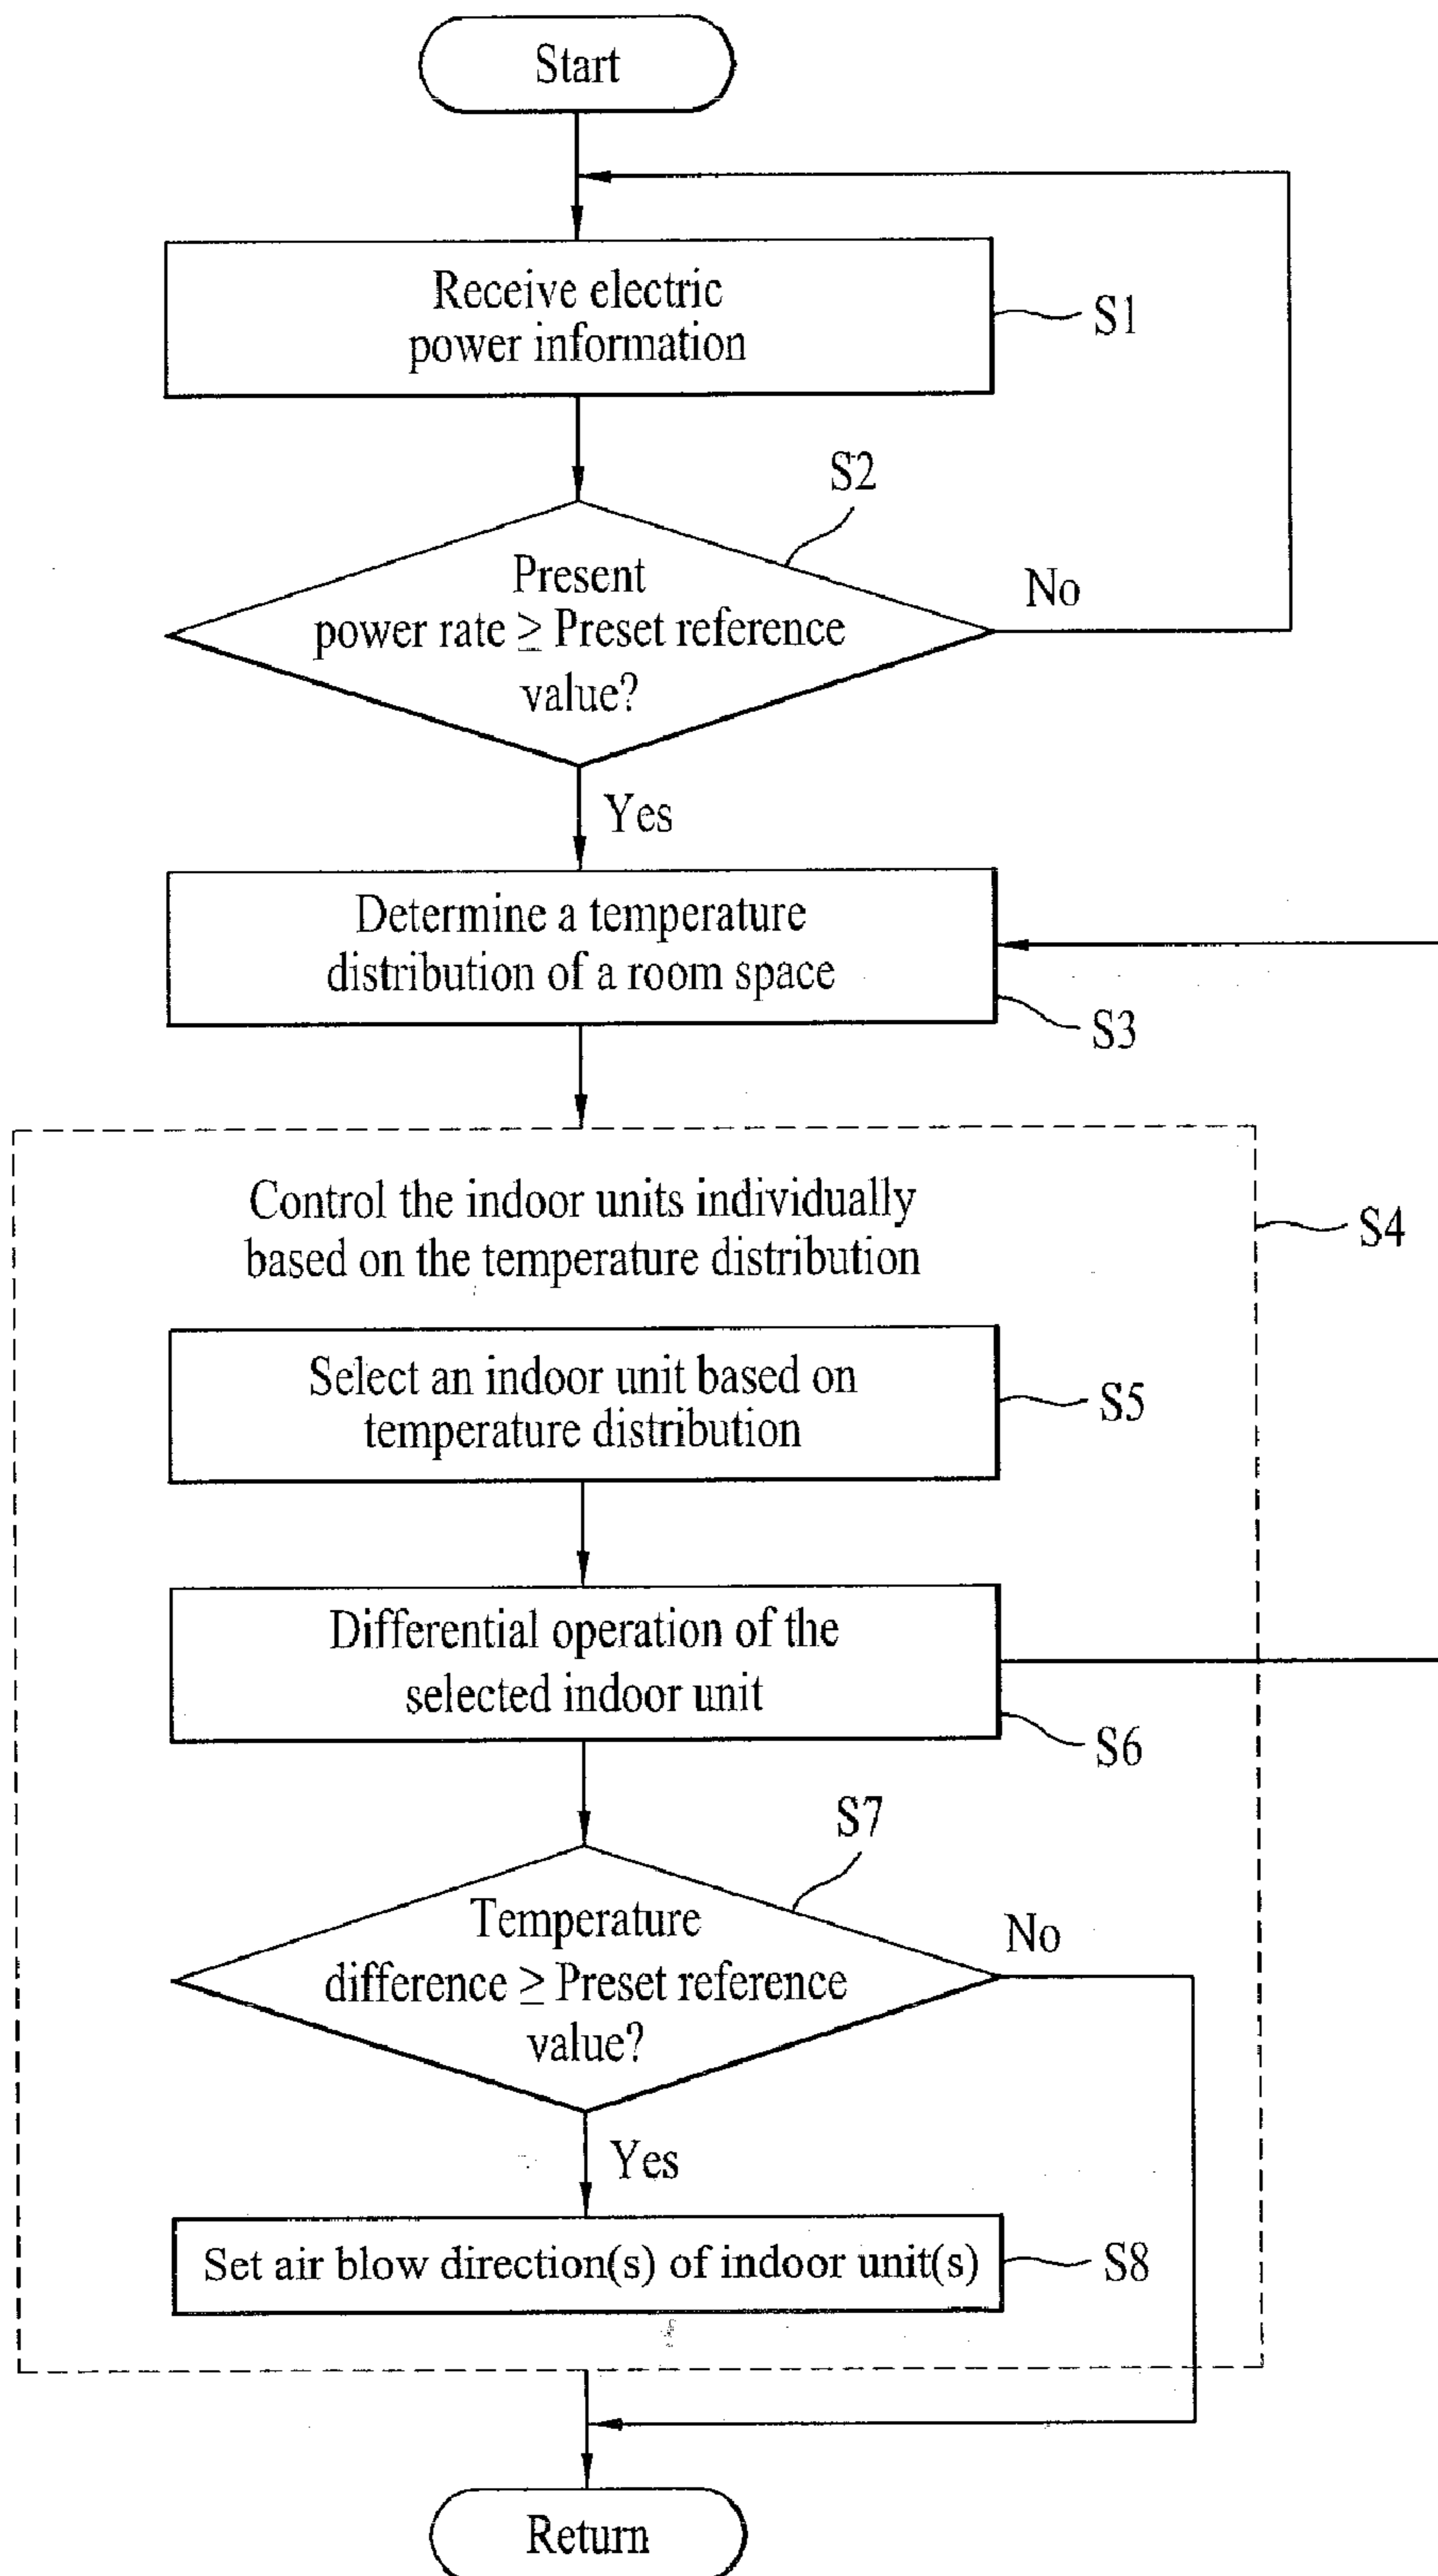 Start
Receive electric
power information
S1
S2
Present
power rate ≥ Preset reference
value?
No
Yes
Determine a temperature
distribution of a room space
S3
Control the indoor units individually
based on the temperature distribution
S4
Select an indoor unit based on
temperature distribution
S5
Differential operation of the
selected indoor unit
S6
S7
Temperature
difference ≥ Preset reference
value?
No
Yes
Set air blow direction(s) of indoor unit(s)
S8
Return